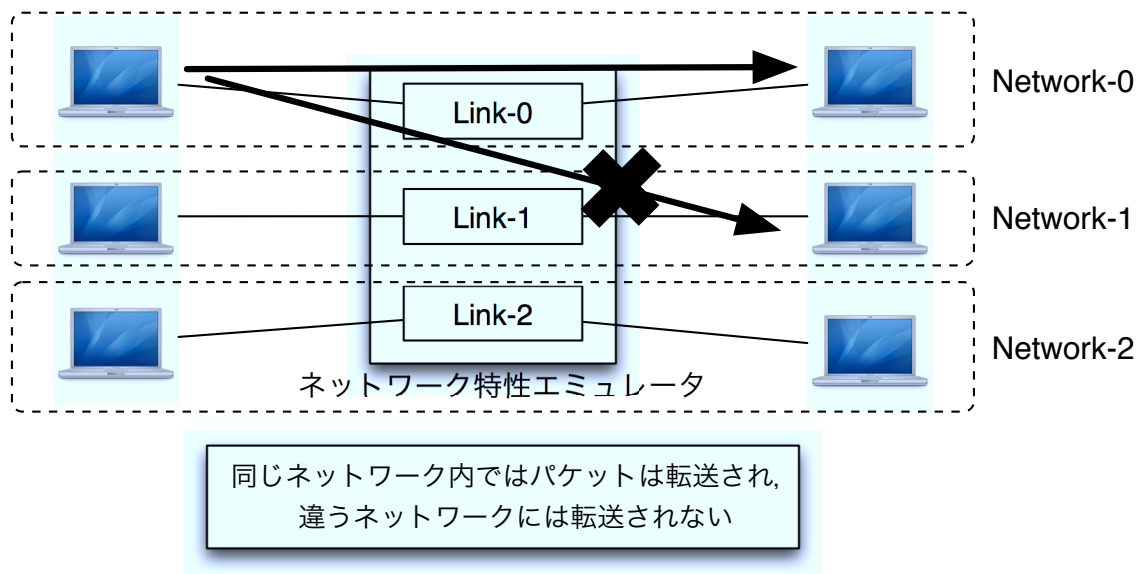 Link-0
Network-0
Link-1
Network-1
Link-2
Network-2
ネットワーク特性エミュレータ
同じネットワーク内ではパケットは転送され,
違うネットワークには転送されない